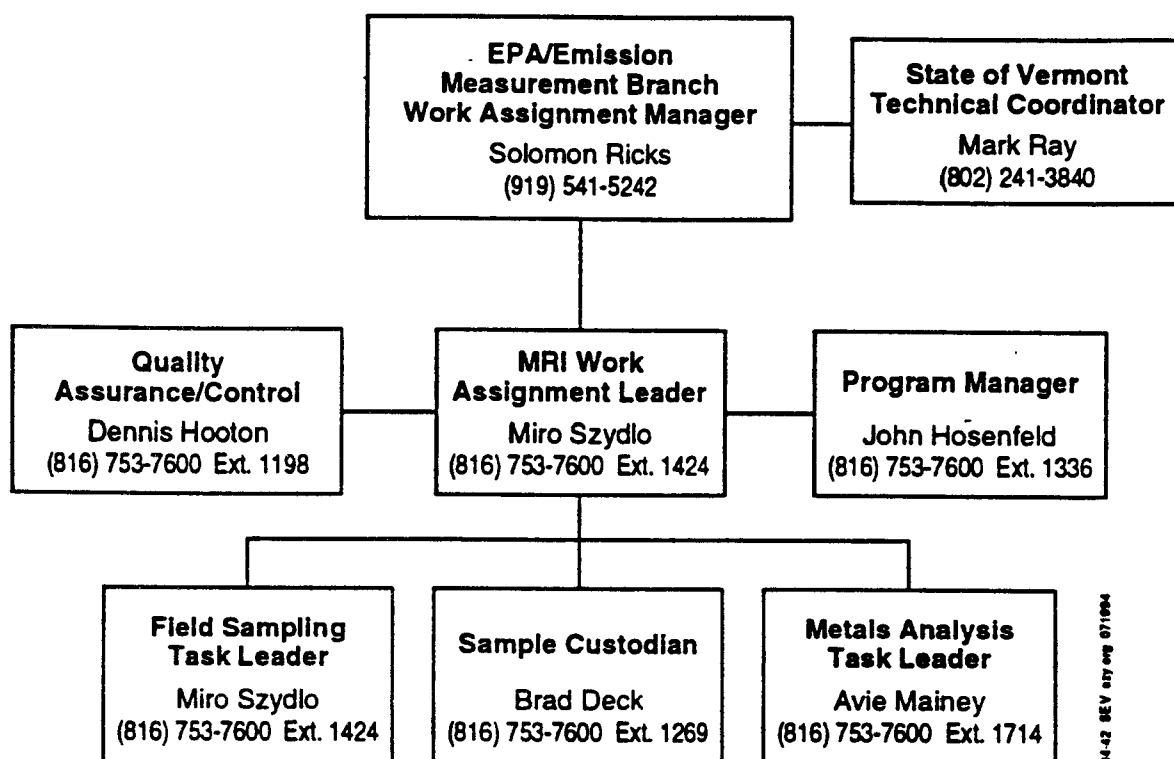 EPA/Emission
Measurement Branch
Work Assignment Manager
Solomon Ricks
(919) 541-5242
State of Vermont
Technical Coordinator
Mark Ray
(802) 241-3840
Quality
Assurance/Control
Dennis Hooton
(816) 753-7600 Ext. 1198
MRI Work
Assignment Leader
Miro Szydlo
(816) 753-7600 Ext. 1424
Program Manager
John Hosenfeld
(816) 753-7600 Ext. 1336
Field Sampling
Task Leader
Miro Szydlo
(816) 753-7600 Ext. 1424
Sample Custodian
Brad Deck
(816) 753-7600 Ext. 1269
Metals Analysis
Task Leader
Avie Mainey
(816) 753-7600 Ext. 1714
SEV szy org 071894